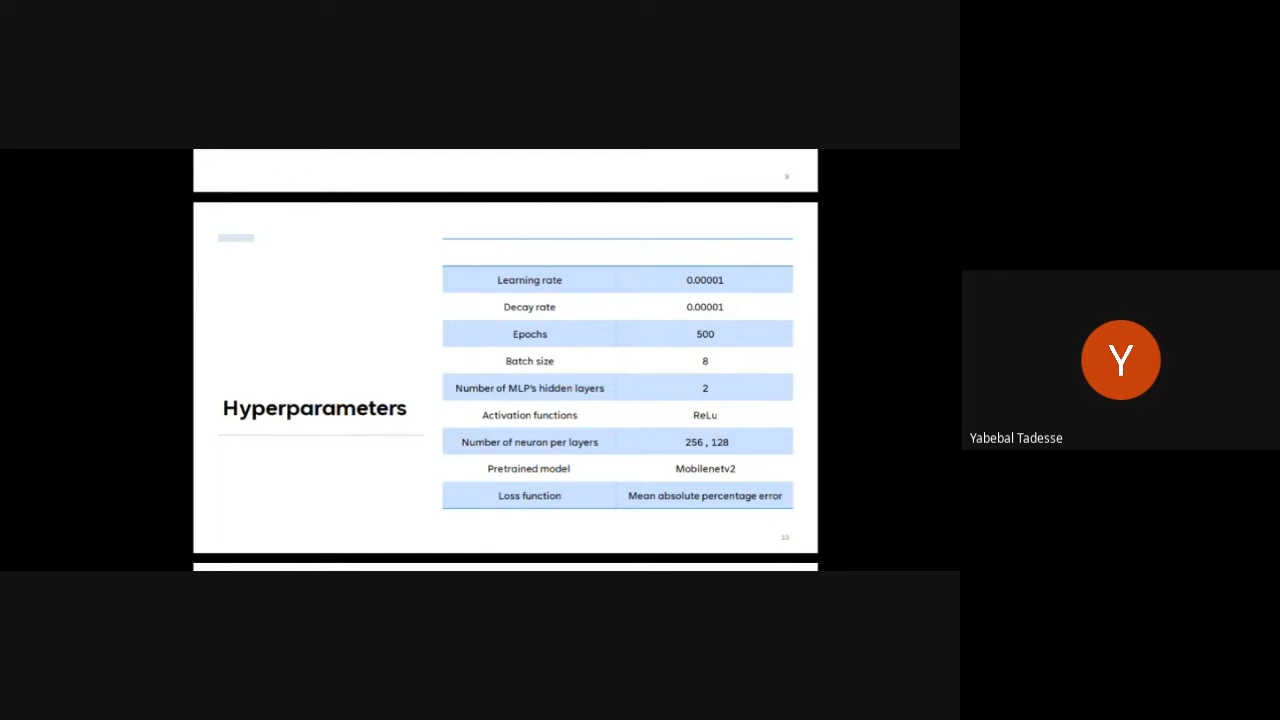 9
Hyperparameters
Learning rate 0.00001
Decay rate 0.00001
Epochs 500
Batch size 8
Number of MLP's hidden layers 2
Activation functions ReLu
Number of neuron per layers 256 , 128
Pretrained model Mobilenetv2
Loss function Mean absolute percentage error
10
Y
Yabebal Tadesse